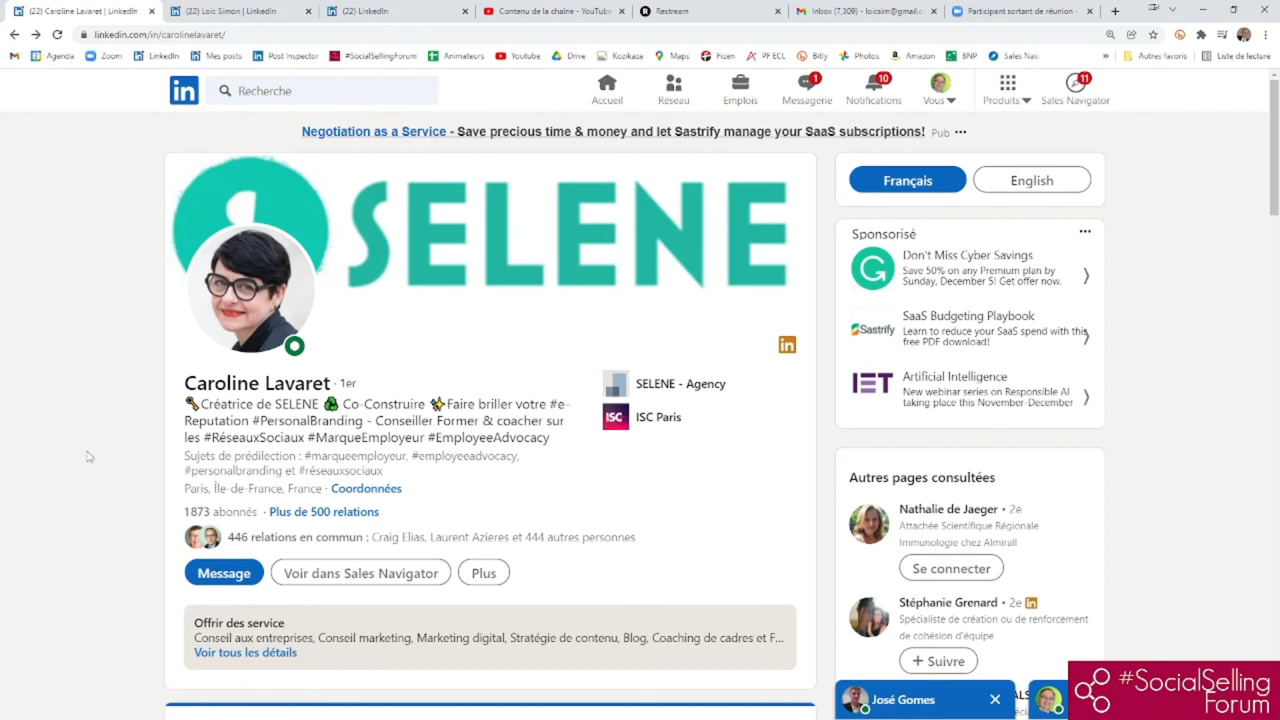 (22) Caroline Lavaret | LinkedIn
(22) Loic Simon | LinkedIn
(22) LinkedIn
Contenu de la chaîne - YouTube
Restream
Inbox (7,309) - loicsim@gmail.c
Participant sortant de réunion -
linkedin.com/in/carolinelavaret/
Agenda
Zoom
LinkedIn
Mes posts
Post Inspector
#SocialSellingForum
Animateurs
Youtube
Drive
Kozikaza
Maps
Fizen
PF ECL
Bitly
Photos
Amazon
BNP
Sales Nav.
Autres favoris
Liste de lecture
in
Recherche
Accueil
Réseau
Emplois
1
Messagerie
10
Notifications
Vous
Produits
11
Sales Navigator
Negotiation as a Service - Save precious time & money and let Sastrify manage your SaaS subscriptions! Pub •••
SELENE
in
Caroline Lavaret · 1er
Créatrice de SELENE Co-Construire Faire briller votre #e-
Reputation #PersonalBranding - Conseiller Former & coacher sur
les #RéseauxSociaux #MarqueEmployeur #EmployeeAdvocacy
Sujets de prédilection : #marqueemployeur, #employeeadvocacy,
#personalbranding et #réseauxsociaux
Paris, Île-de-France, France · Coordonnées
1873 abonnés · Plus de 500 relations
446 relations en commun : Craig Elias, Laurent Azieres et 444 autres personnes
Message
Voir dans Sales Navigator
Plus
SELENE - Agency
ISC
ISC Paris
Offrir des service
Conseil aux entreprises, Conseil marketing, Marketing digital, Stratégie de contenu, Blog, Coaching de cadres et F...
Voir tous les détails
Français
English
Sponsorisé
•••
Don't Miss Cyber Savings
Save 50% on any Premium plan by
Sunday, December 5! Get offer now.
Sastrify
SaaS Budgeting Playbook
Learn to reduce your SaaS spend with this
free PDF download!
IET
Artificial Intelligence
New webinar series on Responsible AI
taking place this November-December
Autres pages consultées
Nathalie de Jaeger • 2e
Attachée Scientifique Régionale
Immunologie chez Almirall
Se connecter
Stéphanie Grenard • 2e in
Spécialiste de création ou de renforcement
de cohésion d'équipe
+ Suivre
José Gomes
#SocialSelling
Forum